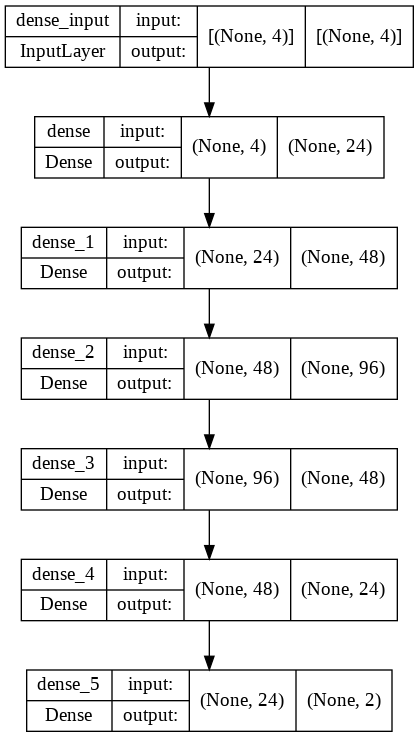 dense_input input: [(None, 4)] [(None, 4)]
InputLayer output:
dense input: (None, 4) (None, 24)
Dense output:
dense_1 input: (None, 24) (None, 48)
Dense output:
dense_2 input: (None, 48) (None, 96)
Dense output:
dense_3 input: (None, 96) (None, 48)
Dense output:
dense_4 input: (None, 48) (None, 24)
Dense output:
dense_5 input: (None, 24) (None, 2)
Dense output: